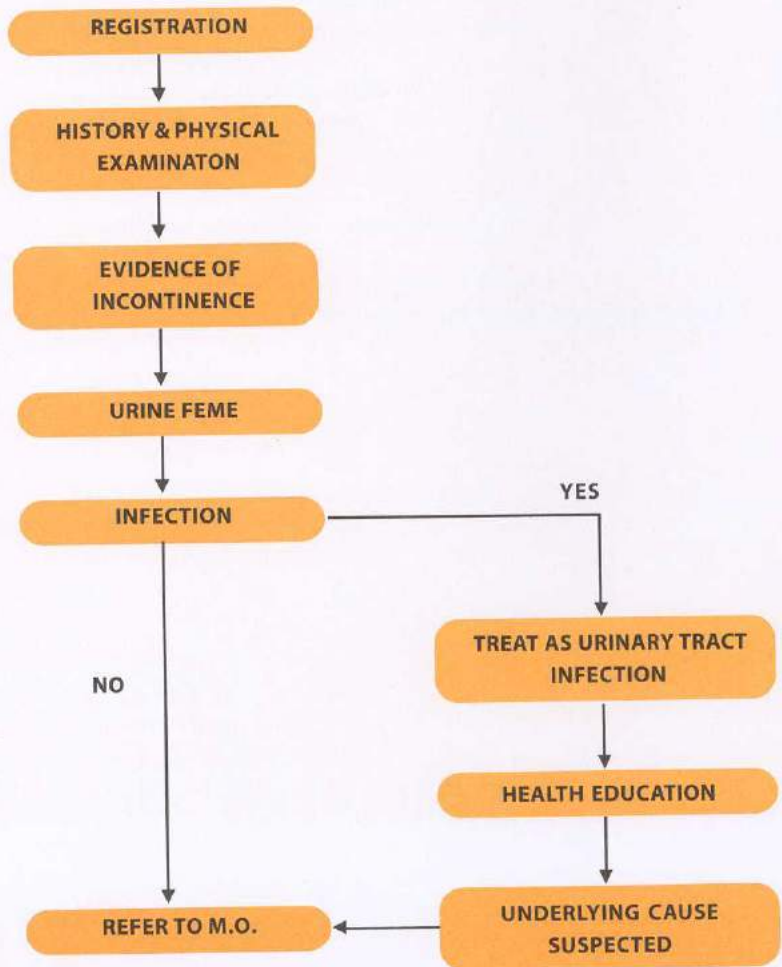 REGISTRATION
HISTORY & PHYSICAL
EXAMINATON
EVIDENCE OF
INCONTINENCE
URINE FEME
INFECTION
YES
TREAT AS URINARY TRACT
INFECTION
NO
HEALTH EDUCATION
REFER TO M.O.
UNDERLYING CAUSE
SUSPECTED